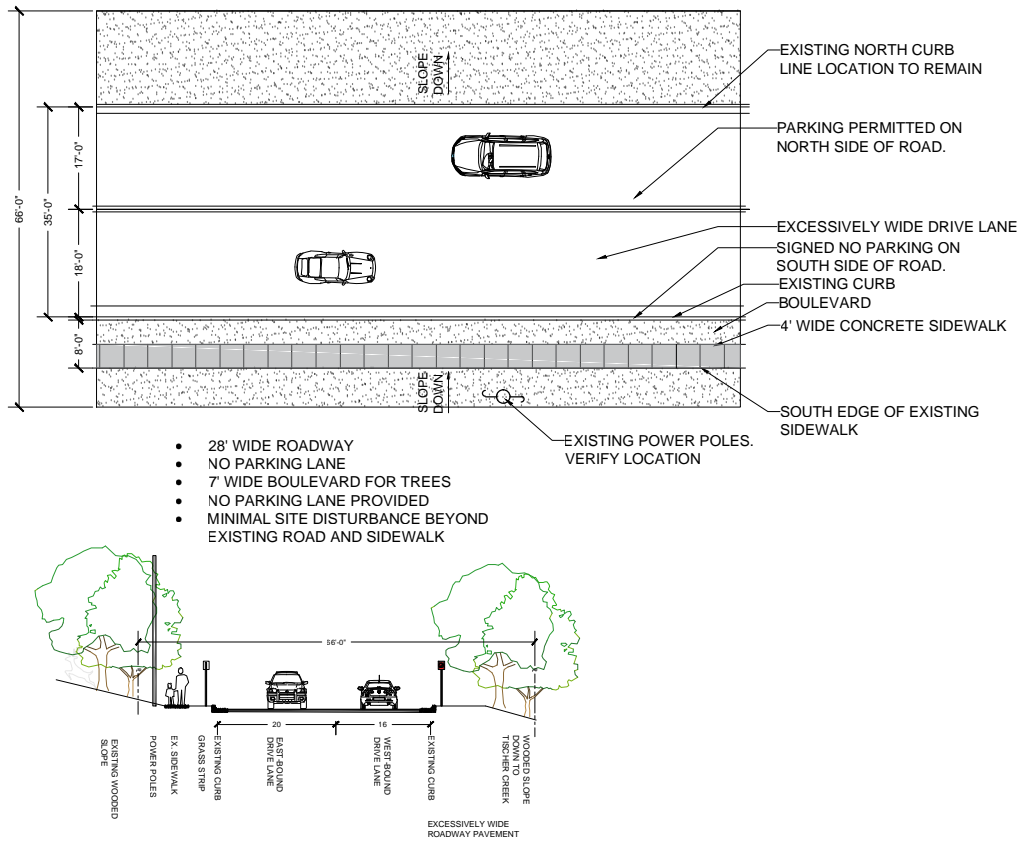 SLOPE
DOWN
EXISTING NORTH CURB
LINE LOCATION TO REMAIN
PARKING PERMITTED ON
NORTH SIDE OF ROAD.
66'-0"
35'-0"
17'-0"
18'-0"
8'-0"
EXCESSIVELY WIDE DRIVE LANE
SIGNED NO PARKING ON
SOUTH SIDE OF ROAD.
EXISTING CURB
BOULEVARD
4' WIDE CONCRETE SIDEWALK
SLOPE
DOWN
SOUTH EDGE OF EXISTING
SIDEWALK
EXISTING POWER POLES.
VERIFY LOCATION
• 28' WIDE ROADWAY
• NO PARKING LANE
• 7' WIDE BOULEVARD FOR TREES
• NO PARKING LANE PROVIDED
• MINIMAL SITE DISTURBANCE BEYOND
EXISTING ROAD AND SIDEWALK
66'-0"
20
16
EXISTING WOODED
SLOPE
POWER POLES
EX. SIDEWALK
GRASS STRIP
EXISTING CURB
EAST-BOUND
DRIVE LANE
WEST-BOUND
DRIVE LANE
EXISTING CURB
WOODED SLOPE
DOWN TO
TISCHER CREEK
EXCESSIVELY WIDE
ROADWAY PAVEMENT